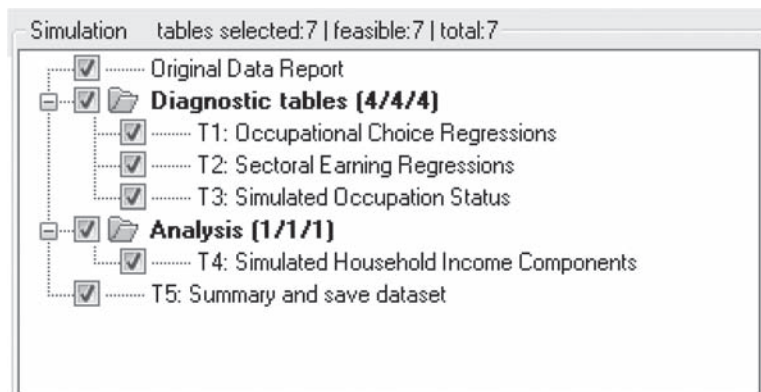 Simulation tables selected:7 | feasible:7 | total:7
Original Data Report
Diagnostic tables (4/4/4)
T1: Occupational Choice Regressions
T2: Sectoral Earning Regressions
T3: Simulated Occupation Status
Analysis (1/1/1)
T4: Simulated Household Income Components
T5: Summary and save dataset